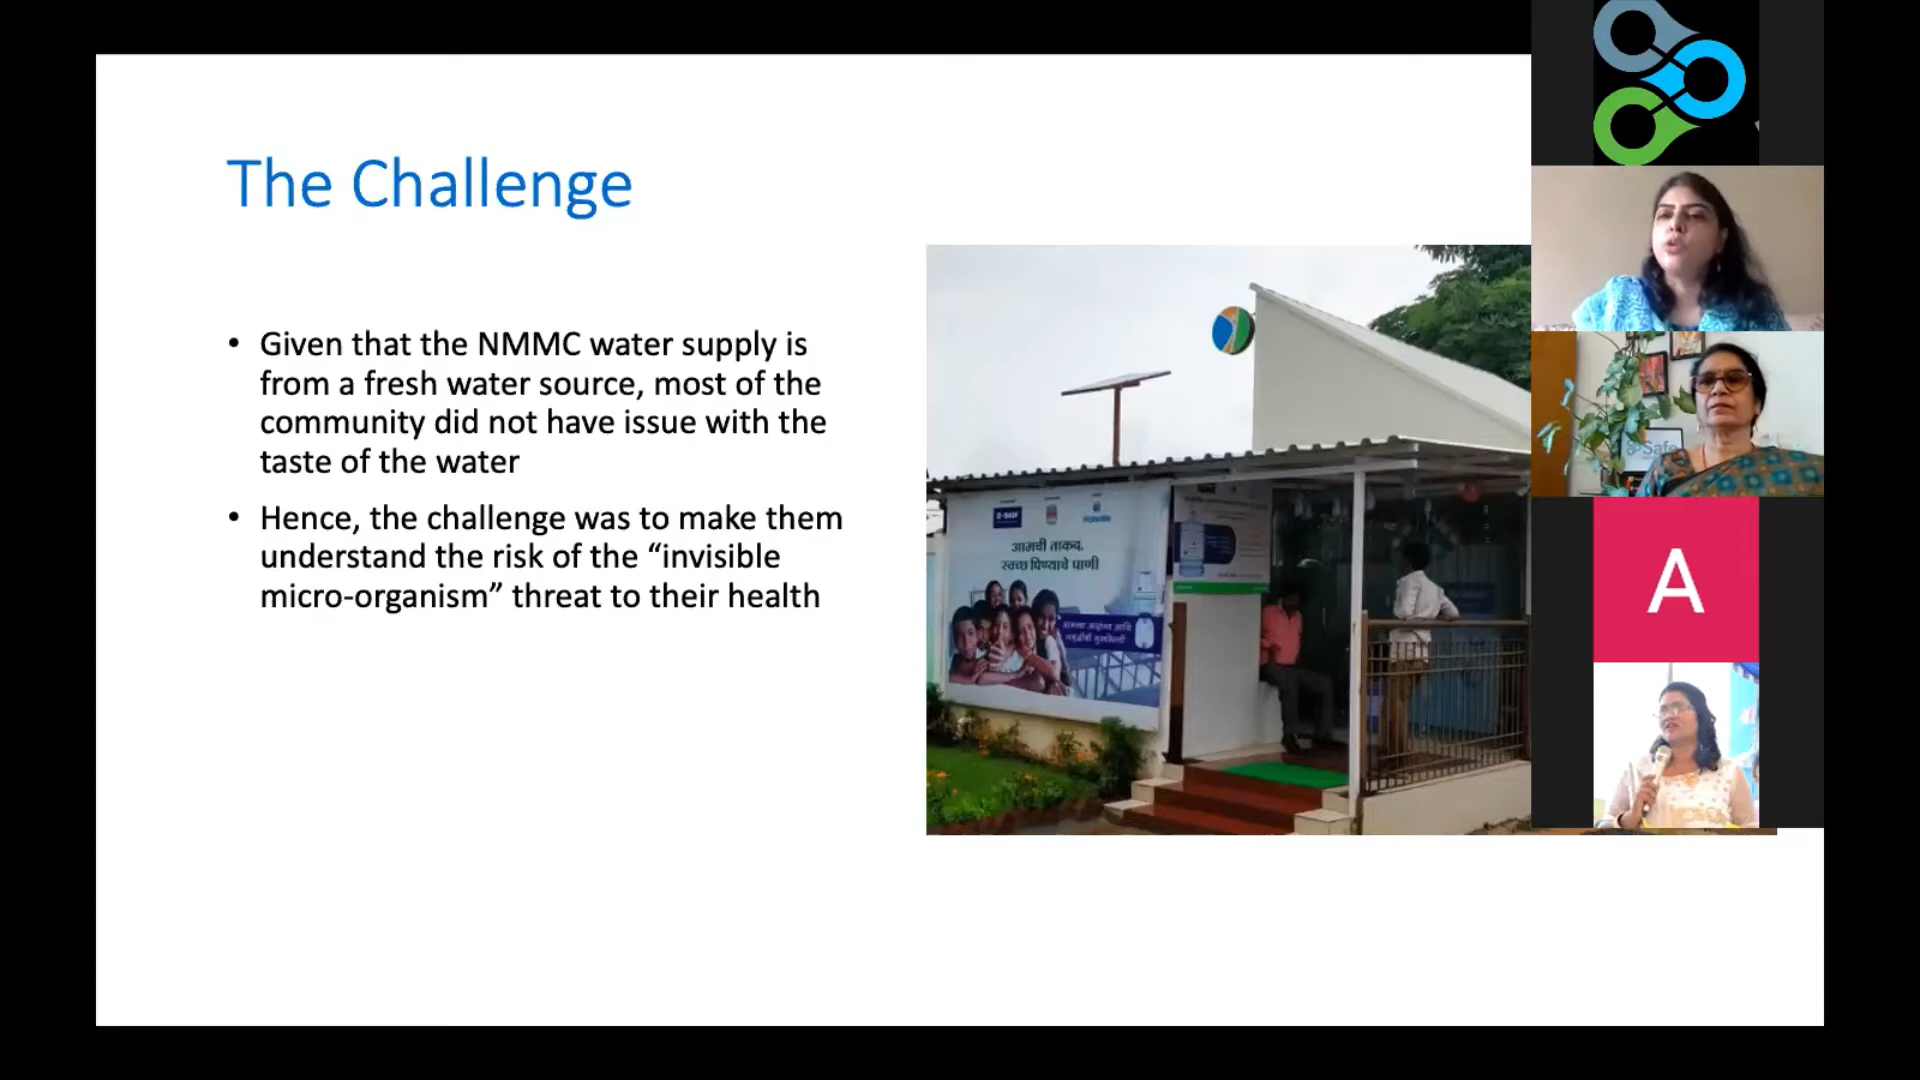 The Challenge
• Given that the NMMC water supply is
from a fresh water source, most of the
community did not have issue with the
taste of the water
• Hence, the challenge was to make them
understand the risk of the “invisible
micro-organism” threat to their health
BASF
आमची ताकद,
स्वच्छ पिण्याचे पाणी
Safe
A